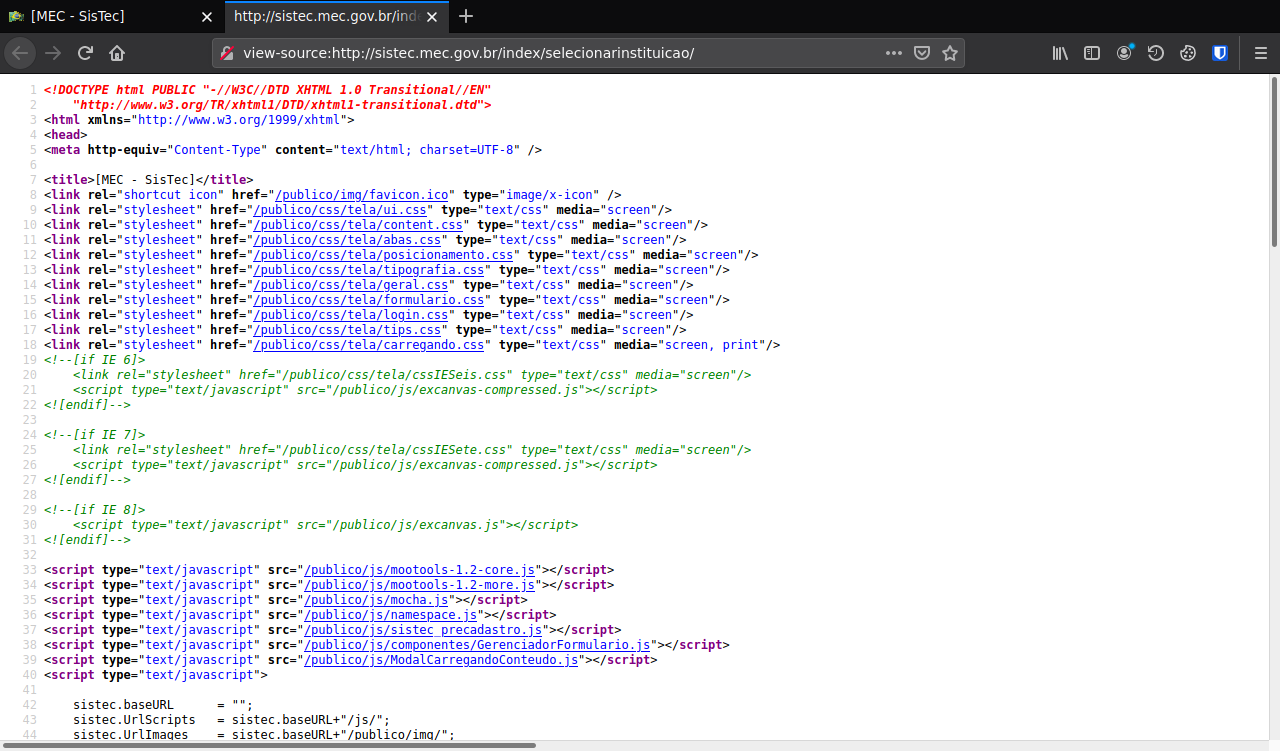 [MEC - SisTec]
http://sistec.mec.gov.br/ind
view-source:http://sistec.mec.gov.br/index/selecionarinstituicao/
1 <!DOCTYPE html PUBLIC "-//W3C//DTD XHTML 1.0 Transitional//EN"
2     "http://www.w3.org/TR/xhtml1/DTD/xhtml1-transitional.dtd">
3 <html xmlns="http://www.w3.org/1999/xhtml">
4 <head>
5 <meta http-equiv="Content-Type" content="text/html; charset=UTF-8" />
6
7 <title>[MEC - SisTec]</title>
8 <link rel="shortcut icon" href="/publico/img/favicon.ico" type="image/x-icon" />
9 <link rel="stylesheet" href="/publico/css/tela/ui.css" type="text/css" media="screen"/>
10 <link rel="stylesheet" href="/publico/css/tela/content.css" type="text/css" media="screen"/>
11 <link rel="stylesheet" href="/publico/css/tela/abas.css" type="text/css" media="screen"/>
12 <link rel="stylesheet" href="/publico/css/tela/posicionamento.css" type="text/css" media="screen"/>
13 <link rel="stylesheet" href="/publico/css/tela/tipografia.css" type="text/css" media="screen"/>
14 <link rel="stylesheet" href="/publico/css/tela/geral.css" type="text/css" media="screen"/>
15 <link rel="stylesheet" href="/publico/css/tela/formulario.css" type="text/css" media="screen"/>
16 <link rel="stylesheet" href="/publico/css/tela/login.css" type="text/css" media="screen"/>
17 <link rel="stylesheet" href="/publico/css/tela/tips.css" type="text/css" media="screen"/>
18 <link rel="stylesheet" href="/publico/css/tela/carregando.css" type="text/css" media="screen, print"/>
19 <!--[if IE 6]>
20     <link rel="stylesheet" href="/publico/css/tela/cssIESeis.css" type="text/css" media="screen"/>
21     <script type="text/javascript" src="/publico/js/excanvas-compressed.js"></script>
22 <![endif]-->
23
24 <!--[if IE 7]>
25     <link rel="stylesheet" href="/publico/css/tela/cssIESete.css" type="text/css" media="screen"/>
26     <script type="text/javascript" src="/publico/js/excanvas-compressed.js"></script>
27 <![endif]-->
28
29 <!--[if IE 8]>
30     <script type="text/javascript" src="/publico/js/excanvas.js"></script>
31 <![endif]-->
32
33 <script type="text/javascript" src="/publico/js/mootools-1.2-core.js"></script>
34 <script type="text/javascript" src="/publico/js/mootools-1.2-more.js"></script>
35 <script type="text/javascript" src="/publico/js/mocha.js"></script>
36 <script type="text/javascript" src="/publico/js/namespace.js"></script>
37 <script type="text/javascript" src="/publico/js/sistec_precadastro.js"></script>
38 <script type="text/javascript" src="/publico/js/componentes/GerenciadorFormulario.js"></script>
39 <script type="text/javascript" src="/publico/js/ModalCarregandoConteudo.js"></script>
40 <script type="text/javascript">
41
42     sistec.baseURL      = "";
43     sistec.UrlScripts   = sistec.baseURL+"/js/";
44     sistec.UrlImages    = sistec.baseURL+"/publico/img/";